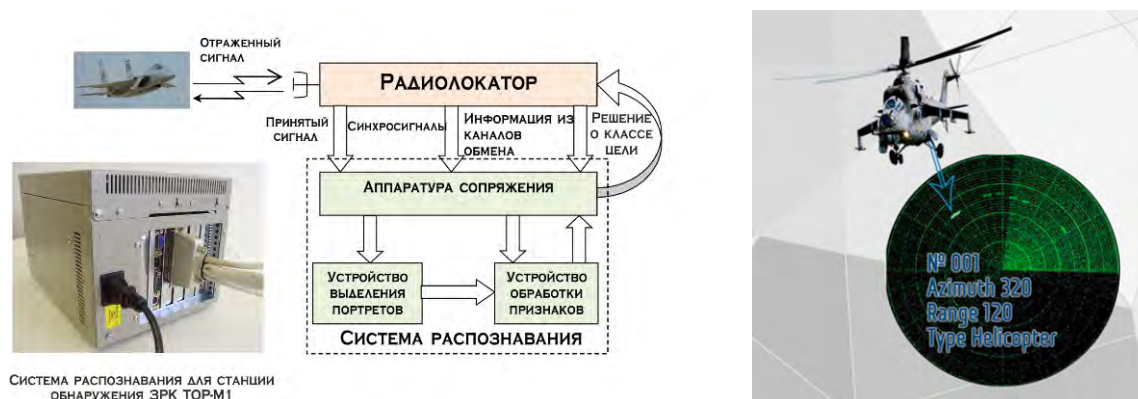 Отраженный
сигнал
Радиолокатор
Принятый
сигнал
Синхросигналы
Информация из
каналов
обмена
Решение
о классе
цели
Аппаратура сопряжения
Устройство
выделения
портретов
Устройство
обработки
признаков
Система распознавания
Система распознавания для станции
обнаружения ЗРК ТОР-М1
№ 001
Azimuth 320
Range 120
Type Helicopter